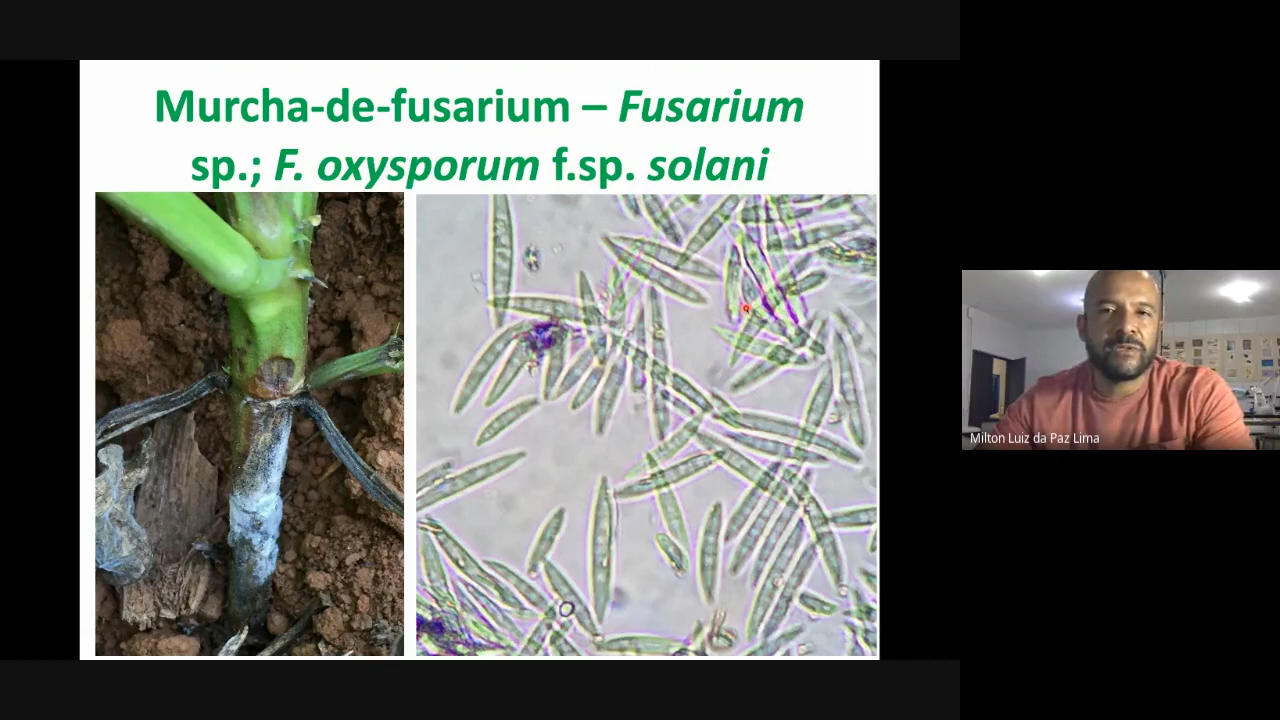 Murcha-de-fusarium – Fusarium
sp.; F. oxysporum f.sp. solani
Milton Luiz da Paz Lima